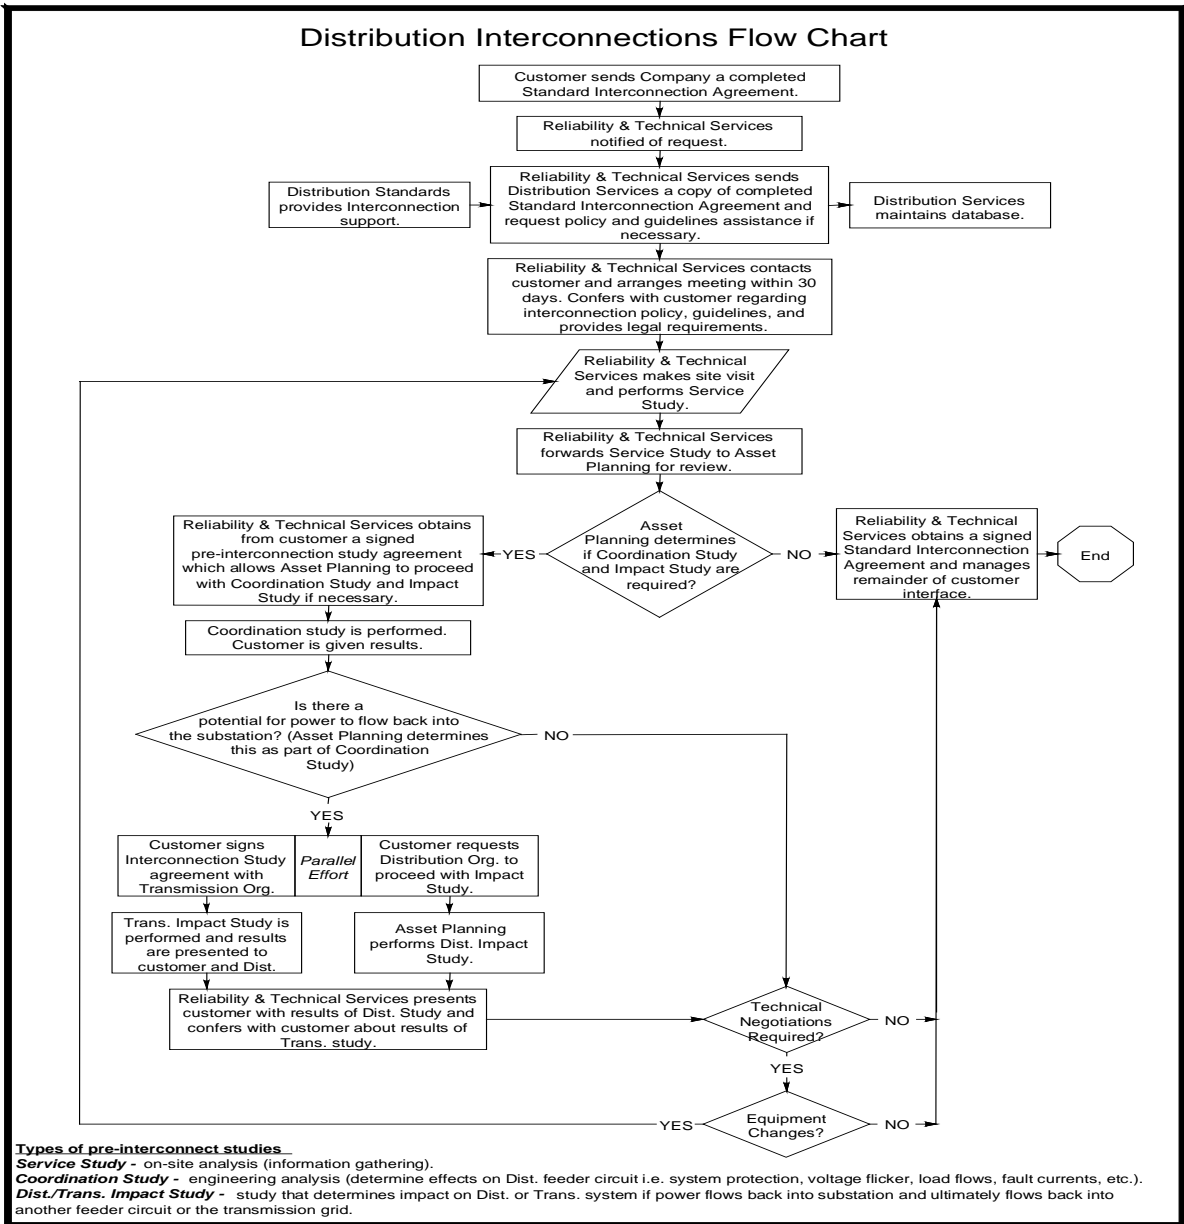 Distribution Interconnections Flow Chart
Customer sends Company a completed
Standard Interconnection Agreement.
Reliability & Technical Services
notified of request.
Distribution Standards
provides Interconnection
support.
Reliability & Technical Services sends
Distribution Services a copy of completed
Standard Interconnection Agreement and
request policy and guidelines assistance if
necessary.
Distribution Services
maintains database.
Reliability & Technical Services contacts
customer and arranges meeting within 30
days. Confers with customer regarding
interconnection policy, guidelines, and
provides legal requirements.
Reliability & Technical
Services makes site visit
and performs Service
Study.
Reliability & Technical Services
forwards Service Study to Asset
Planning for review.
Asset
Planning determines
if Coordination Study
and Impact Study are
required?
YES
NO
Reliability & Technical Services obtains
from customer a signed
pre-interconnection study agreement
which allows Asset Planning to proceed
with Coordination Study and Impact
Study if necessary.
Reliability & Technical
Services obtains a signed
Standard Interconnection
Agreement and manages
remainder of customer
interface.
End
Coordination study is performed.
Customer is given results.
Is there a
potential for power to flow back into
the substation? (Asset Planning determines
this as part of Coordination
Study)
NO
YES
Customer signs
Interconnection Study
agreement with
Transmission Org.
Parallel
Effort
Customer requests
Distribution Org. to
proceed with Impact
Study.
Trans. Impact Study is
performed and results
are presented to
customer and Dist.
Asset Planning
performs Dist. Impact
Study.
Reliability & Technical Services presents
customer with results of Dist. Study and
confers with customer about results of
Trans. study.
Technical
Negotiations
Required?
NO
YES
Equipment
Changes?
YES
NO
Types of pre-interconnect studies
Service Study - on-site analysis (information gathering).
Coordination Study - engineering analysis (determine effects on Dist. feeder circuit i.e. system protection, voltage flicker, load flows, fault currents, etc.).
Dist./Trans. Impact Study - study that determines impact on Dist. or Trans. system if power flows back into substation and ultimately flows back into
another feeder circuit or the transmission grid.